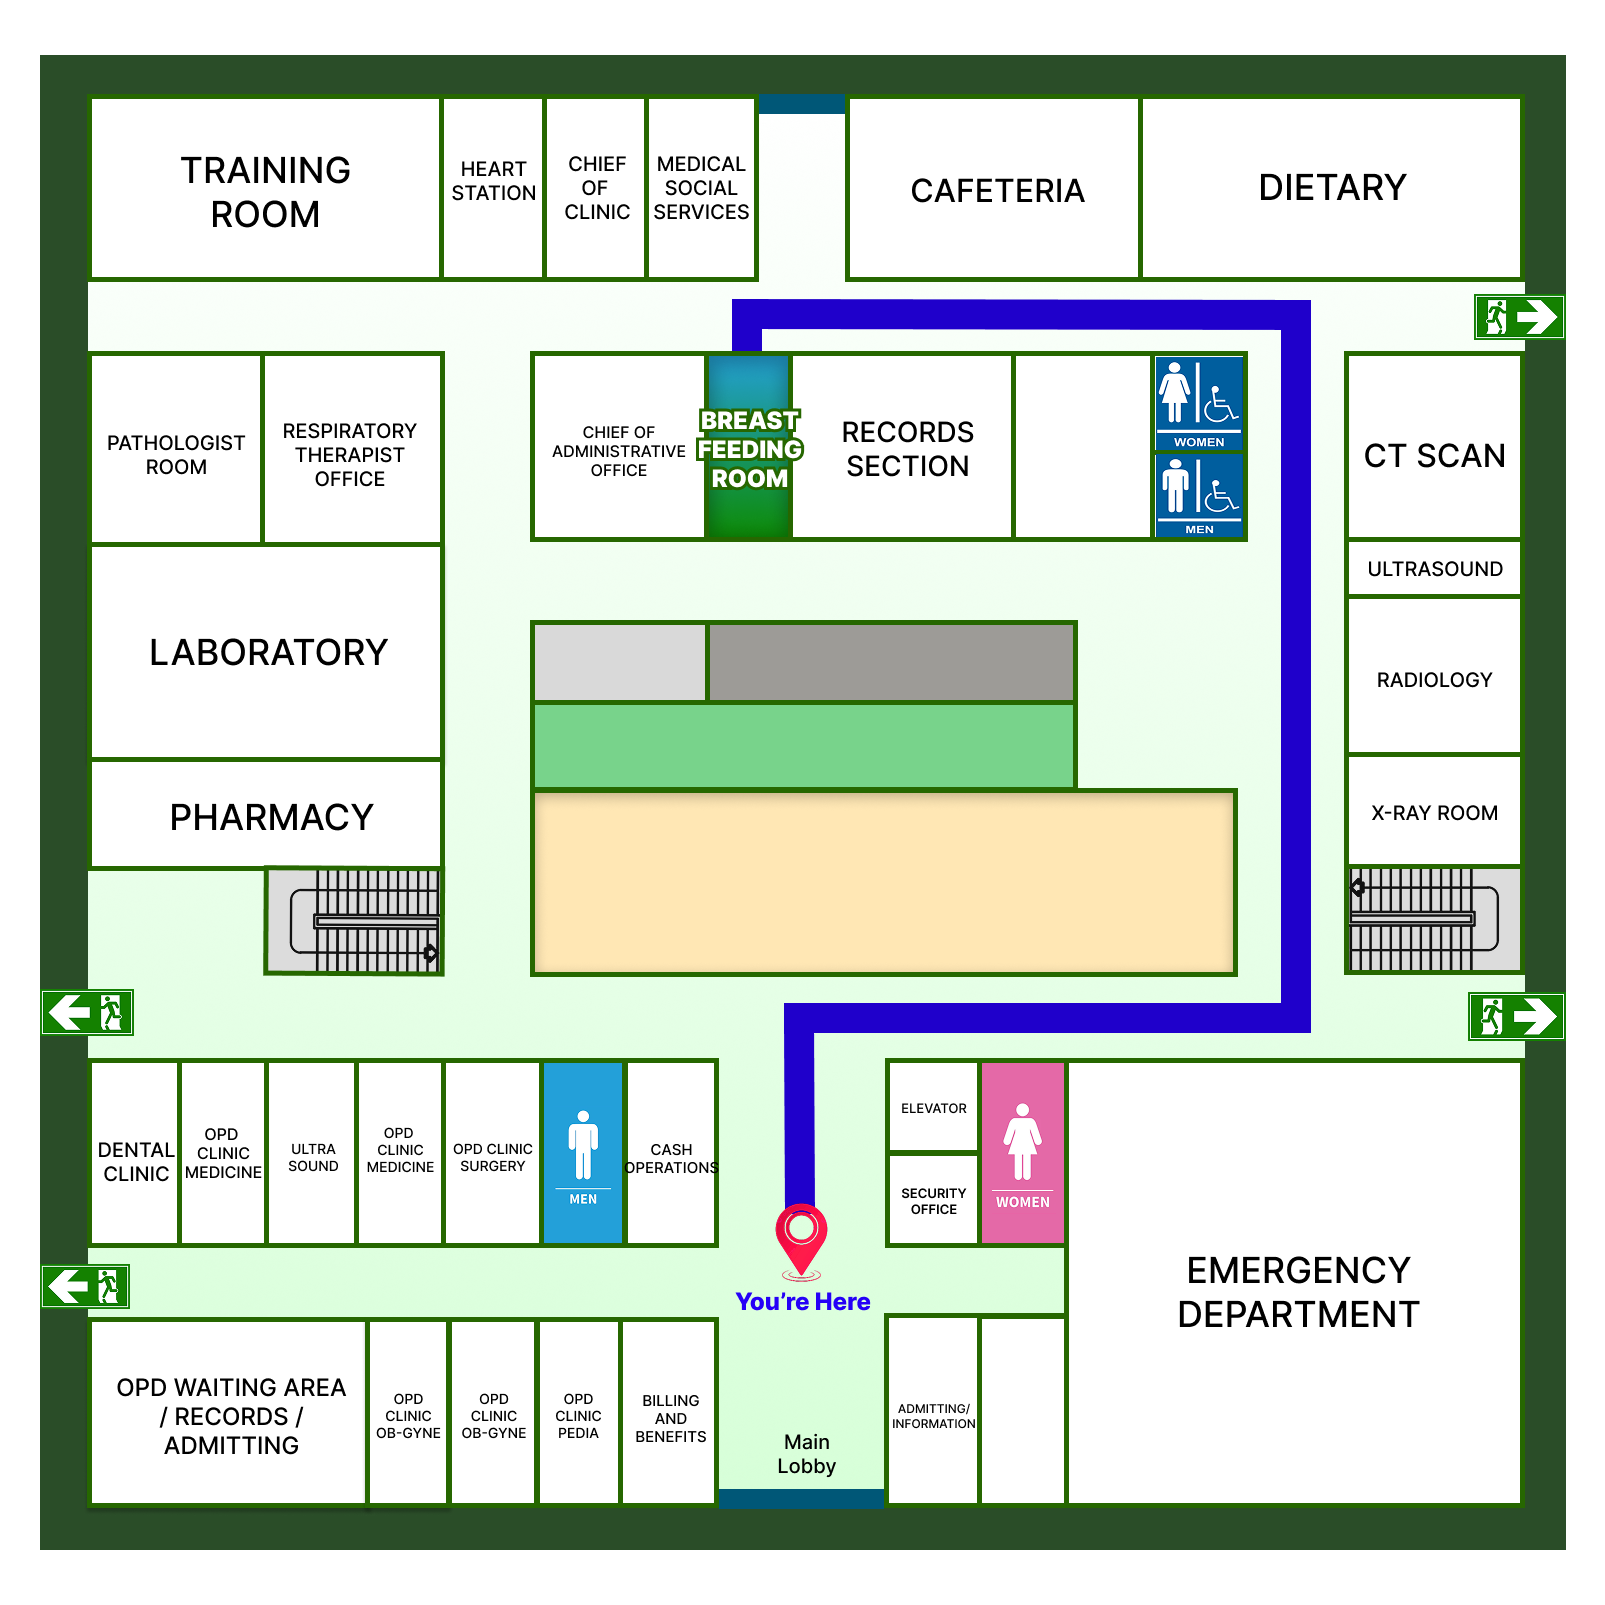 TRAINING
ROOM
HEART
STATION
CHIEF
OF
CLINIC
MEDICAL
SOCIAL
SERVICES
CAFETERIA
DIETARY
PATHOLOGIST
ROOM
RESPIRATORY
THERAPIST
OFFICE
CHIEF OF
ADMINISTRATIVE
OFFICE
BREAST
FEEDING
ROOM
RECORDS
SECTION
WOMEN
MEN
CT SCAN
ULTRASOUND
RADIOLOGY
X-RAY ROOM
LABORATORY
PHARMACY
DENTAL
CLINIC
OPD
CLINIC
MEDICINE
ULTRA
SOUND
OPD
CLINIC
MEDICINE
OPD CLINIC
SURGERY
MEN
CASH
OPERATIONS
ELEVATOR
SECURITY
OFFICE
WOMEN
You're Here
EMERGENCY
DEPARTMENT
OPD WAITING AREA
/ RECORDS /
ADMITTING
OPD
CLINIC
OB-GYNE
OPD
CLINIC
OB-GYNE
OPD
CLINIC
PEDIA
BILLING
AND
BENEFITS
Main
Lobby
ADMITTING/
INFORMATION